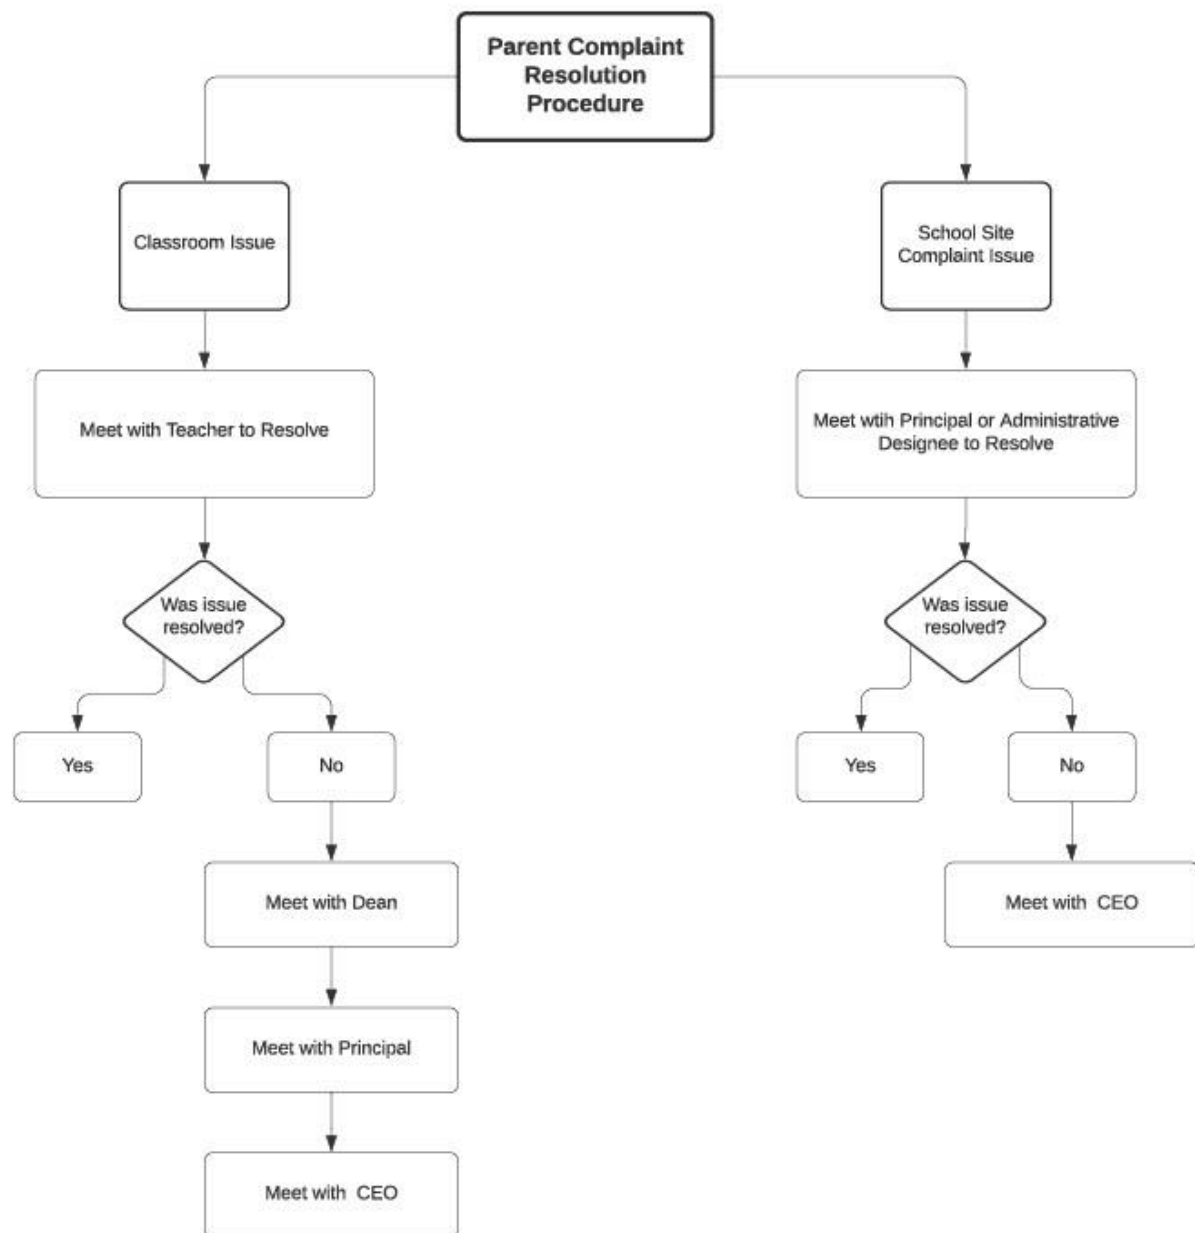 Parent Complaint
Resolution
Procedure
Classroom Issue
School Site
Complaint Issue
Meet with Teacher to Resolve
Meet wtih Principal or Administrative
Designee to Resolve
Was issue
resolved?
Was issue
resolved?
Yes
No
Yes
No
Meet with Dean
Meet with CEO
Meet with Principal
Meet with CEO